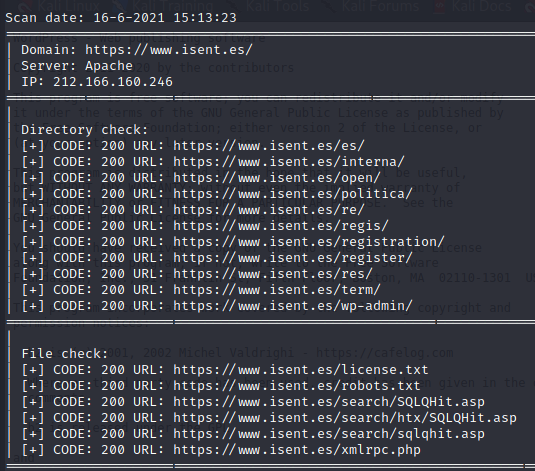 Scan date: 16-6-2021 15:13:23
| Domain: https://www.isent.es/
| Server: Apache
| IP: 212.166.160.246
|
| Directory check:
| [+] CODE: 200 URL: https://www.isent.es/es/
| [+] CODE: 200 URL: https://www.isent.es/interna/
| [+] CODE: 200 URL: https://www.isent.es/open/
| [+] CODE: 200 URL: https://www.isent.es/politica/
| [+] CODE: 200 URL: https://www.isent.es/re/
| [+] CODE: 200 URL: https://www.isent.es/regis/
| [+] CODE: 200 URL: https://www.isent.es/registration/
| [+] CODE: 200 URL: https://www.isent.es/register/
| [+] CODE: 200 URL: https://www.isent.es/res/
| [+] CODE: 200 URL: https://www.isent.es/term/
| [+] CODE: 200 URL: https://www.isent.es/wp-admin/
|
| File check:
| [+] CODE: 200 URL: https://www.isent.es/license.txt
| [+] CODE: 200 URL: https://www.isent.es/robots.txt
| [+] CODE: 200 URL: https://www.isent.es/search/SQLQHit.asp
| [+] CODE: 200 URL: https://www.isent.es/search/htx/SQLQHit.asp
| [+] CODE: 200 URL: https://www.isent.es/search/sqlqhit.asp
| [+] CODE: 200 URL: https://www.isent.es/xmlrpc.php